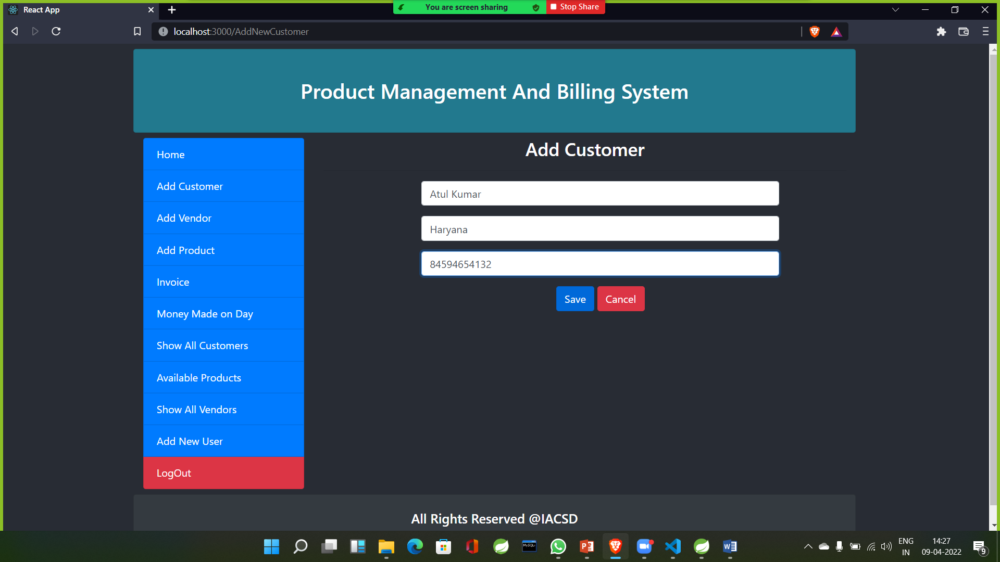 React App
You are screen sharing
Stop Share
localhost:3000/AddNewCustomer
Product Management And Billing System
Home
Add Customer
Add Vendor
Add Product
Invoice
Money Made on Day
Show All Customers
Available Products
Show All Vendors
Add New User
LogOut
Add Customer
Atul Kumar
Haryana
84594654132
Save Cancel
All Rights Reserved @IACSD
MySQL
ENG
IN
14:27
09-04-2022
9